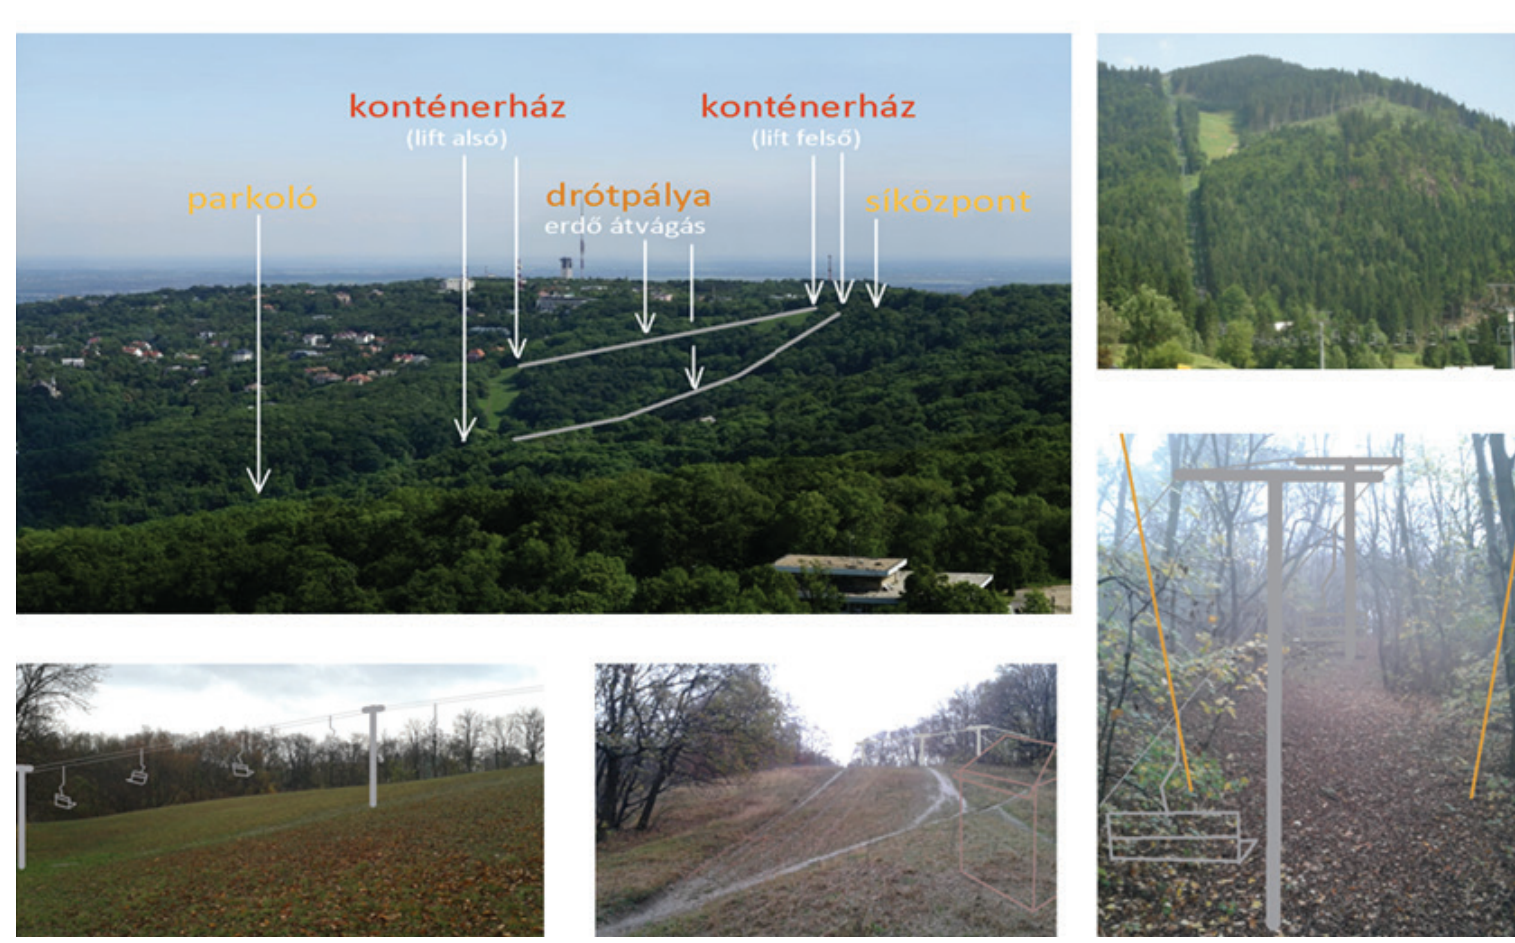 konténerház
(lift alsó)
konténerház
(lift felső)
parkoló
drótpálya
erdő átvágás
síközpont